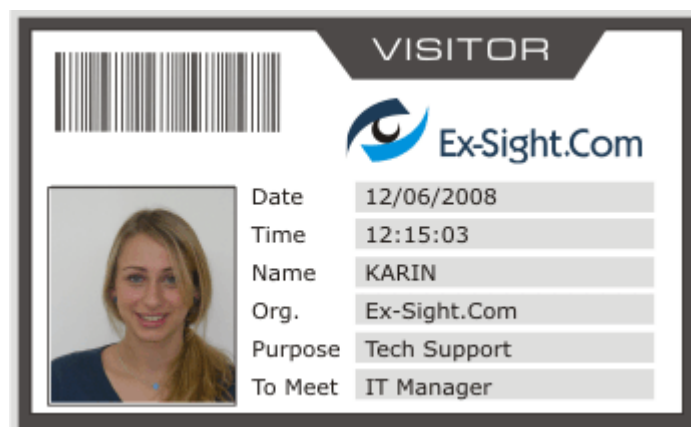 VISITOR
Ex-Sight.Com
Date 12/06/2008
Time 12:15:03
Name KARIN
Org. Ex-Sight.Com
Purpose Tech Support
To Meet IT Manager